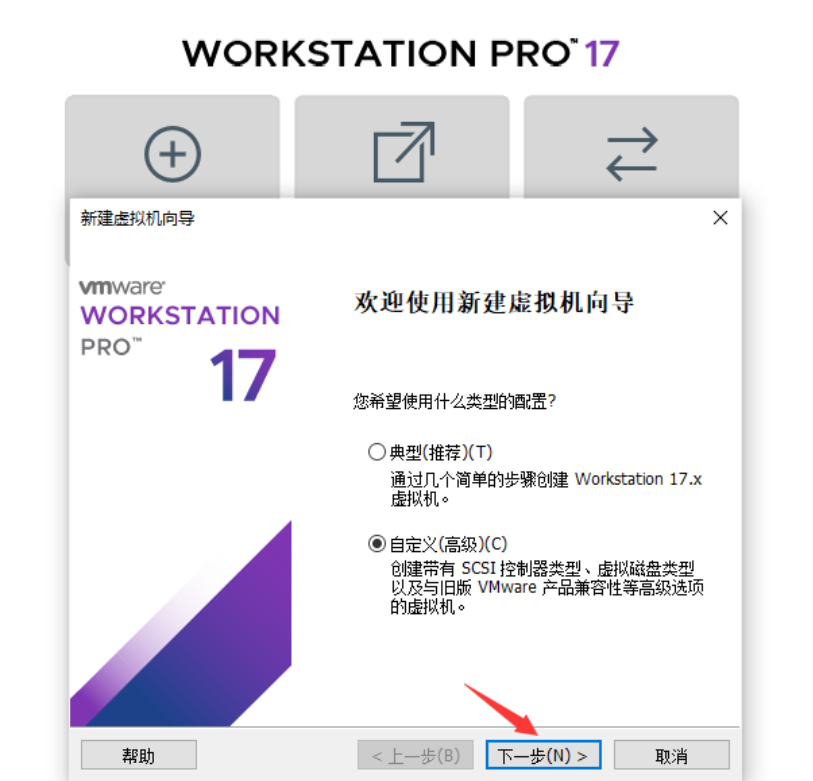 WORKSTATION PRO™ 17
新建虚拟机向导
vmware®
WORKSTATION
PRO™
17
欢迎使用新建虚拟机向导
您希望使用什么类型的配置?
典型(推荐)(T)
通过几个简单的步骤创建 Workstation 17.x
虚拟机。
自定义(高级)(C)
创建带有 SCSI 控制器类型、虚拟磁盘类型
以及与旧版 VMware 产品兼容性等高级选项
的虚拟机。
帮助
< 上一步(B)
下一步(N) >
取消